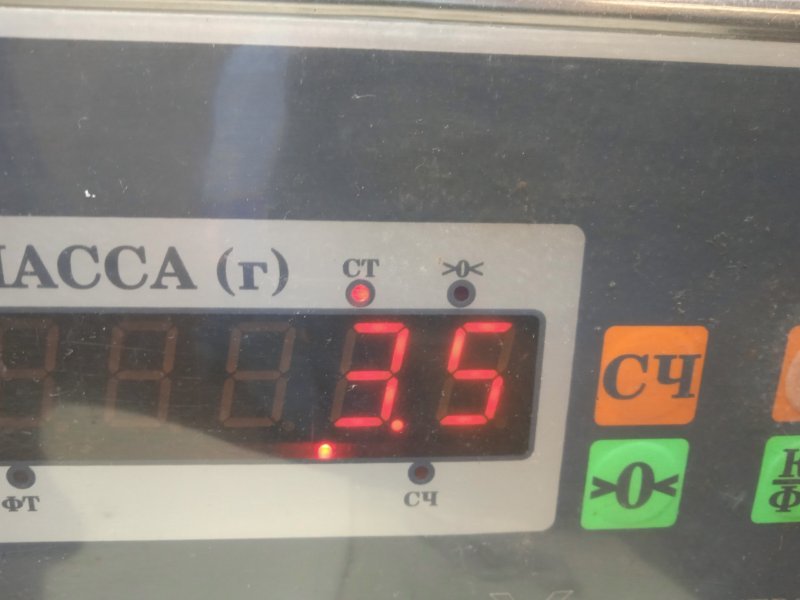 МАССА (г)
СТ >0<
3.5
ФТ СЧ
СЧ
>0<
К
Ф